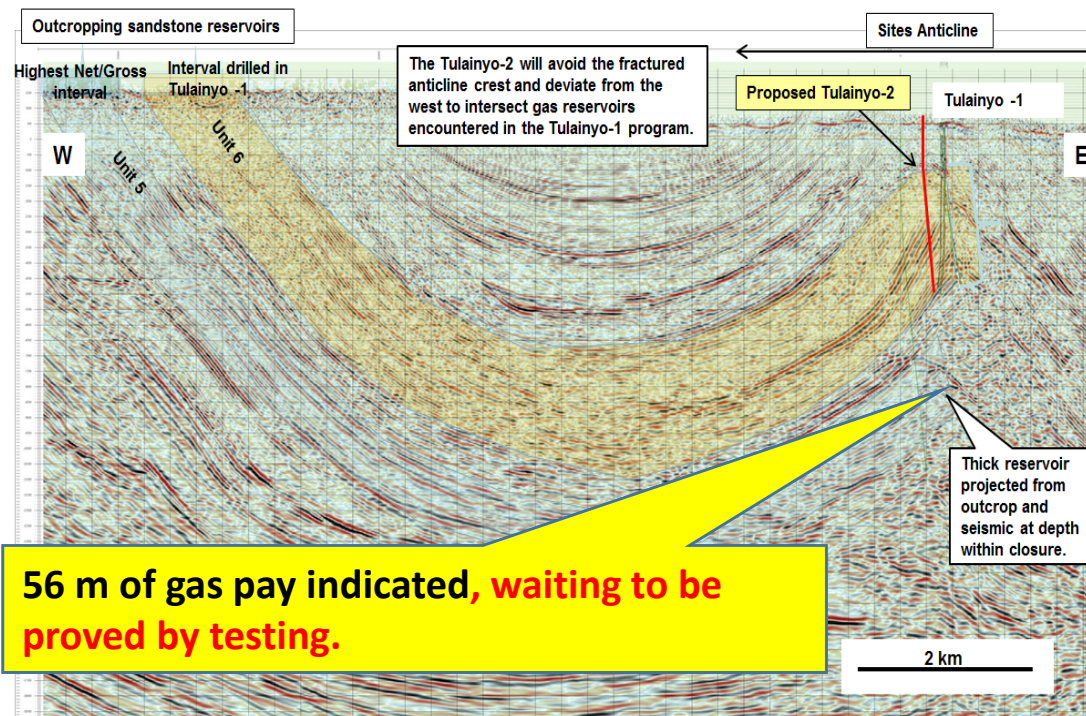 Outcropping sandstone reservoirs
Sites Anticline
Highest Net/Gross
interval
Interval drilled in
Tulainyo -1
The Tulainyo-2 will avoid the fractured
anticline crest and deviate from the
west to intersect gas reservoirs
encountered in the Tulainyo-1 program.
Proposed Tulainyo-2
Tulainyo -1
W
E
Unit 5
Unit 6
Thick reservoir
projected from
outcrop and
seismic at depth
within closure.
56 m of gas pay indicated, waiting to be
proved by testing.
2 km